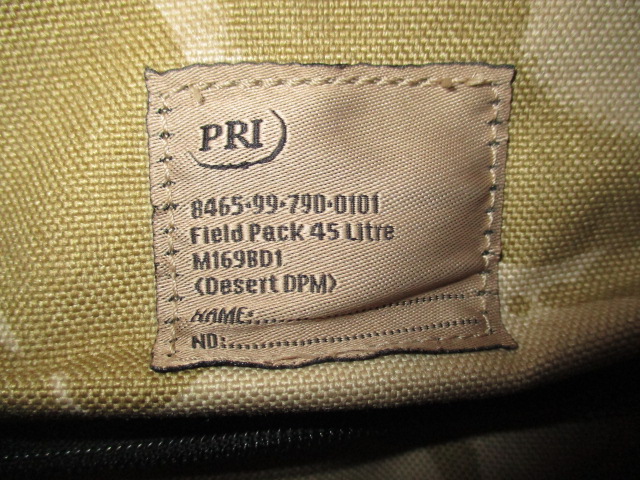 PRI
8465-99-790-0101
Field Pack 45 Litre
M169BD1
(Desert DPM)
NAME:..............................
NO:..................................